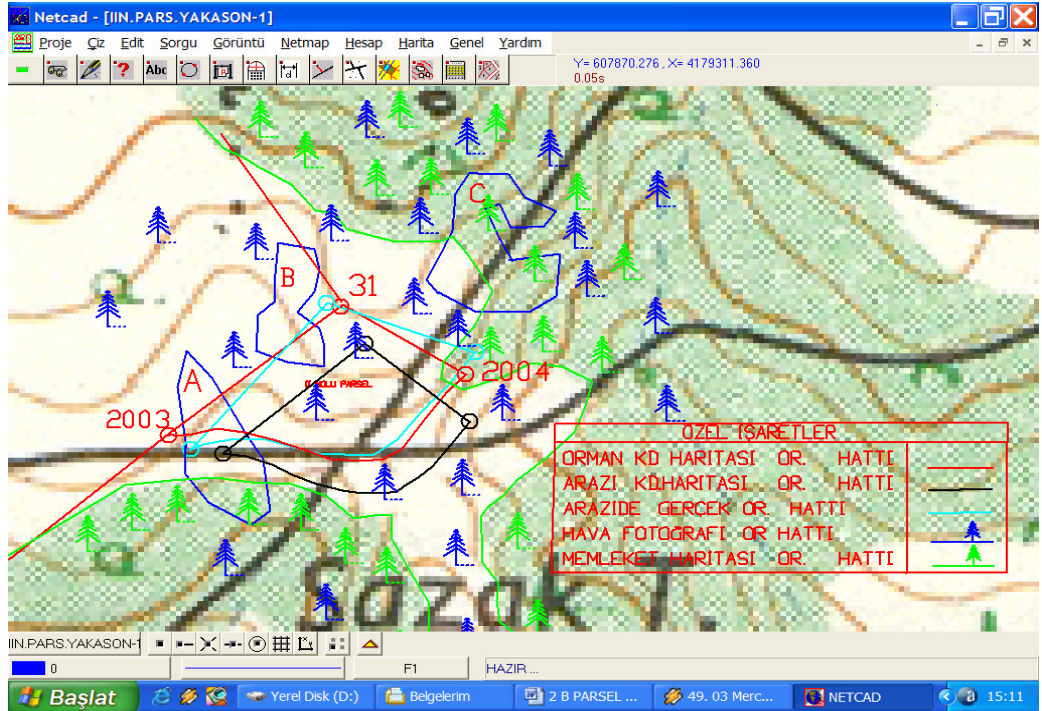 Netcad - [IIN.PARS.YAKASON-1]
Proje Çiz Edit Sorgu Görüntü Netmap Hesap Harita Genel Yardım
Abc
Y= 607870.276 , X= 4179311.360
0.05s
C
B
31
A
2003
2004
PARSEL
ÖZEL İŞARETLER
ORMAN KD HARİTASI OR. HATTI
ARAZİ KD.HARİTASI OR. HATTI
ARAZİDE GERÇEK OR. HATTI
HAVA FOTOĞRAFI OR HATTI
MEMLEKET HARİTASI OR. HATTI
Sazak T.
IIN.PARS.YAKASON-1
0 F1 HAZIR...
Başlat Yerel Disk (D:) Belgelerim 2 B PARSEL ... 49. 03 Merc... NETCAD 15:11